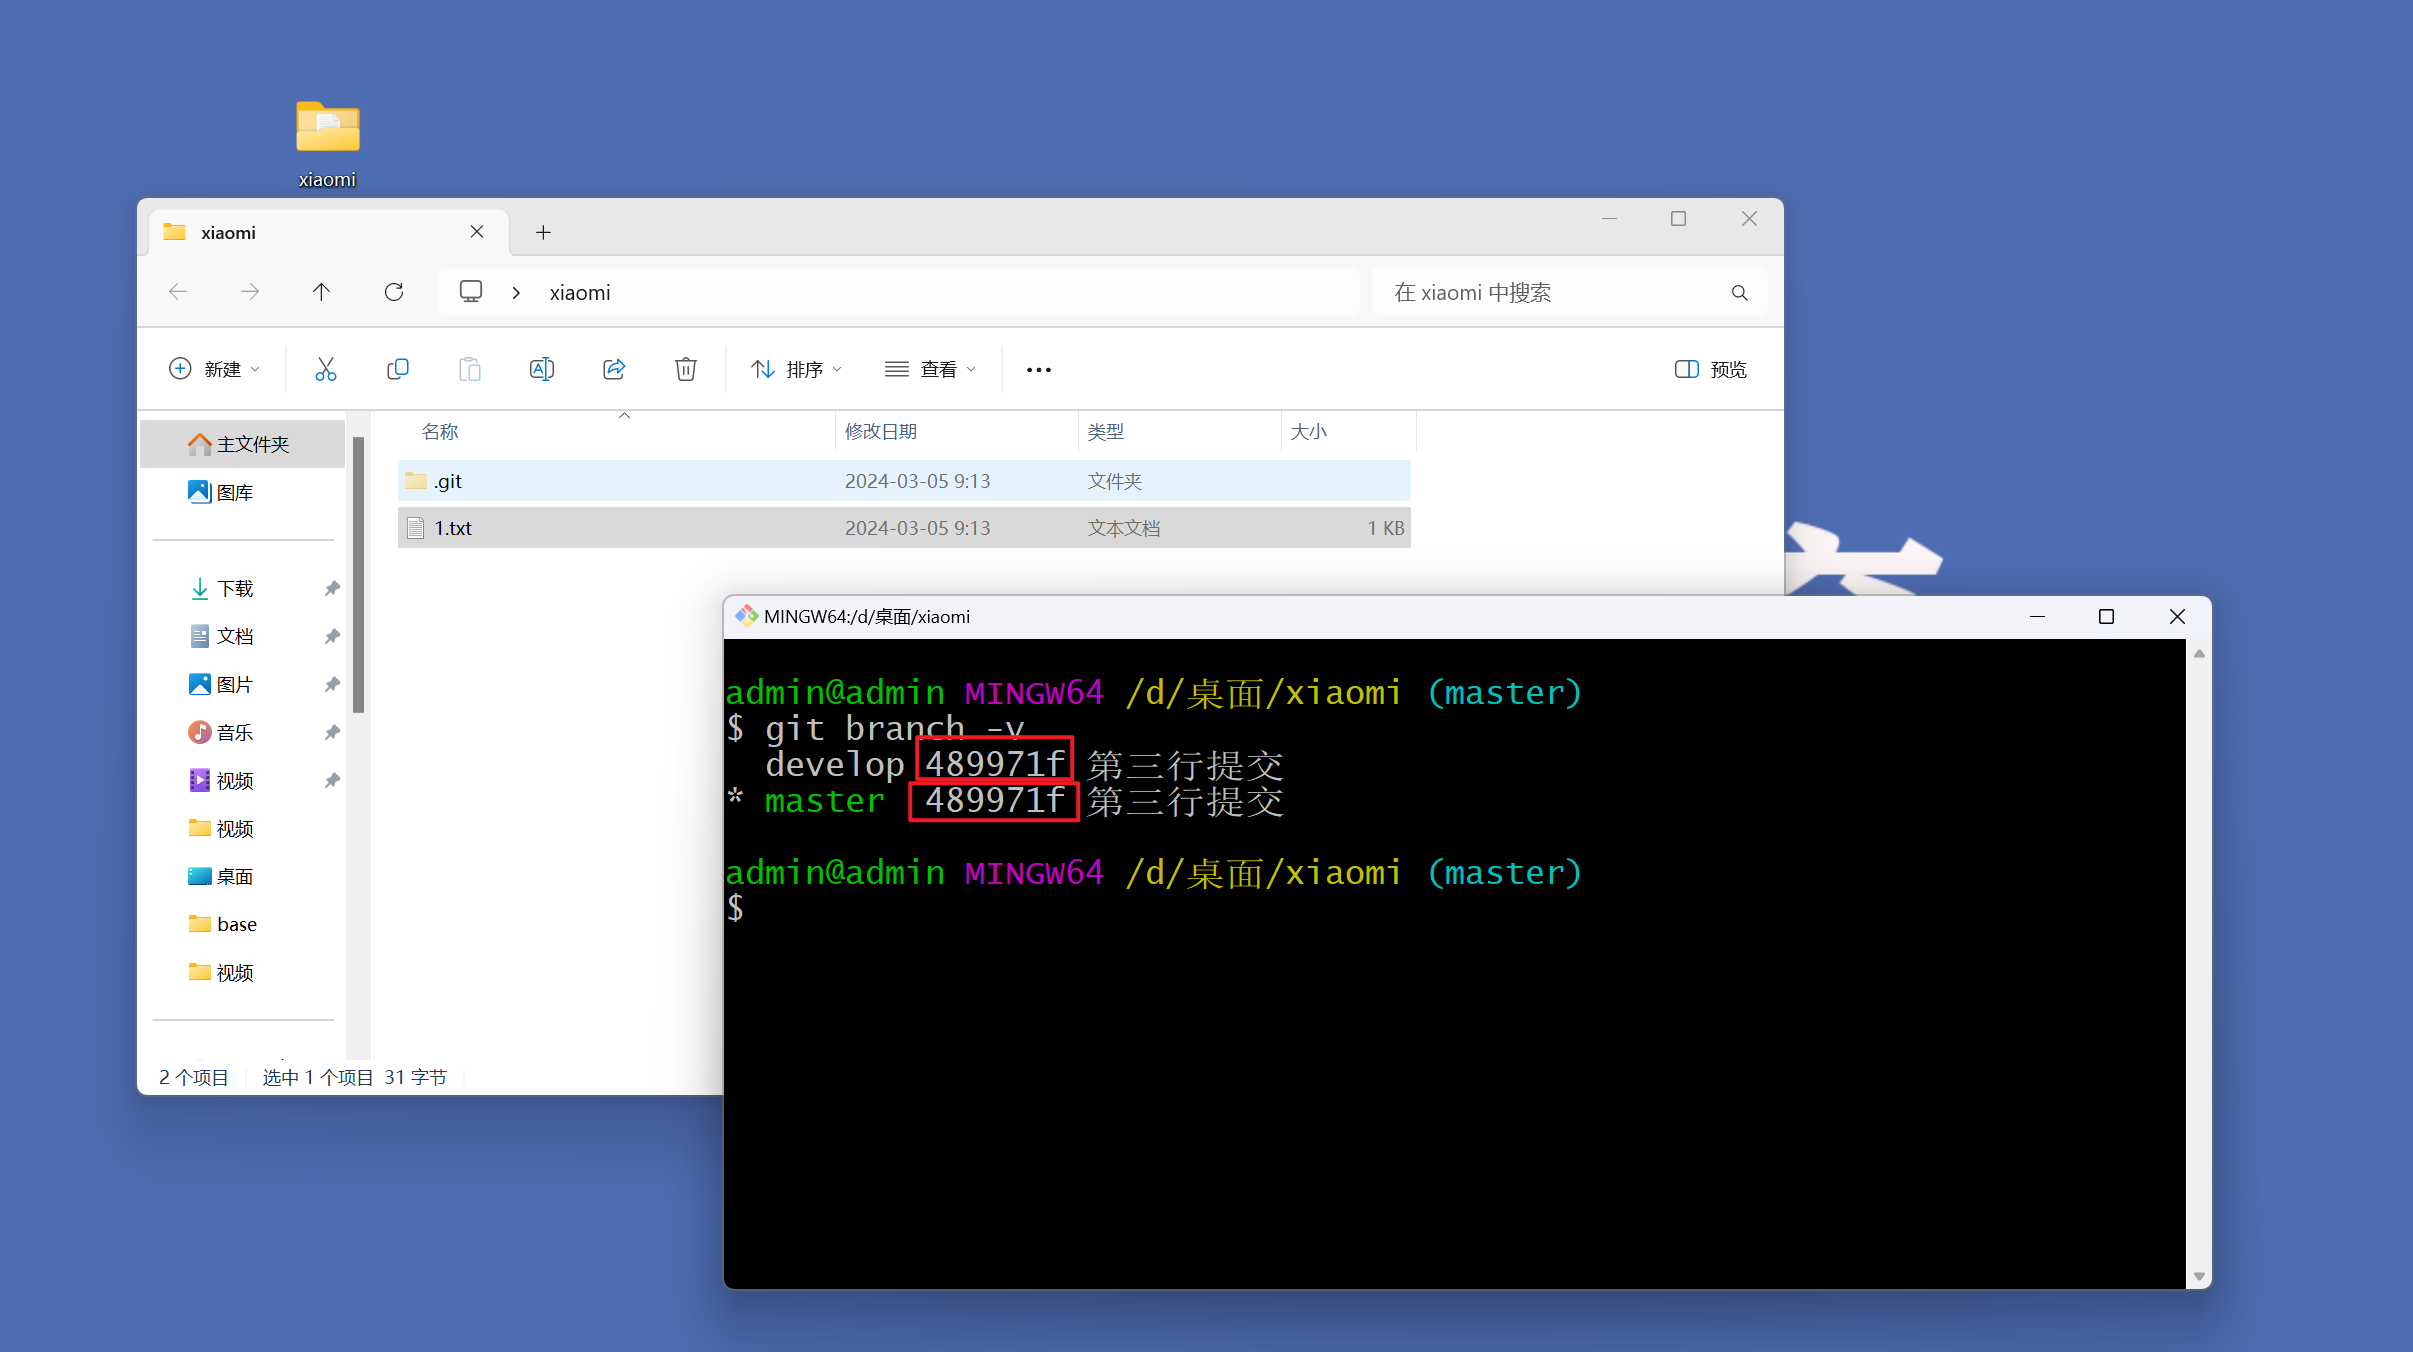 xiaomi
xiaomi
xiaomi
在 xiaomi 中搜索
新建
排序
查看
预览
主文件夹
图库
下载
文档
图片
音乐
视频
视频
桌面
base
视频
名称 修改日期 类型 大小
.git 2024-03-05 9:13 文件夹
1.txt 2024-03-05 9:13 文本文档 1 KB
2 个项目 选中 1 个项目 31 字节
MINGW64:/d/桌面/xiaomi
admin@admin MINGW64 /d/桌面/xiaomi (master)
$ git branch -v
develop 489971f 第三行提交
* master 489971f 第三行提交
admin@admin MINGW64 /d/桌面/xiaomi (master)
$